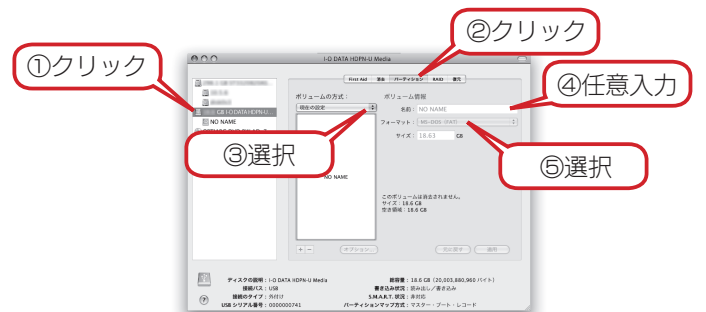 ②クリック
①クリック
I-O DATA HDPN-U Media
First Aid 消去 パーティション RAID 復元
④任意入力
ボリュームの方式：
ボリューム情報
現在の設定
名前： NO NAME
GB I-O DATA HDPN-U...
NO NAME
フォーマット： MS-DOS (FAT)
サイズ： 18.63 GB
③選択
⑤選択
NO NAME
このボリュームは消去されません。
サイズ：18.6 GB
空き領域：18.6 GB
+ −
オプション...
元に戻す
適用
ディスクの説明：I-O DATA HDPN-U Media
総容量：18.6 GB (20,003,880,960 バイト)
接続バス：USB
書き込み状況：読み出し／書き込み
接続のタイプ：外付け
S.M.A.R.T. 状況：非対応
USB シリアル番号：0000000741
パーティションマップ方式：マスター・ブート・レコード
?